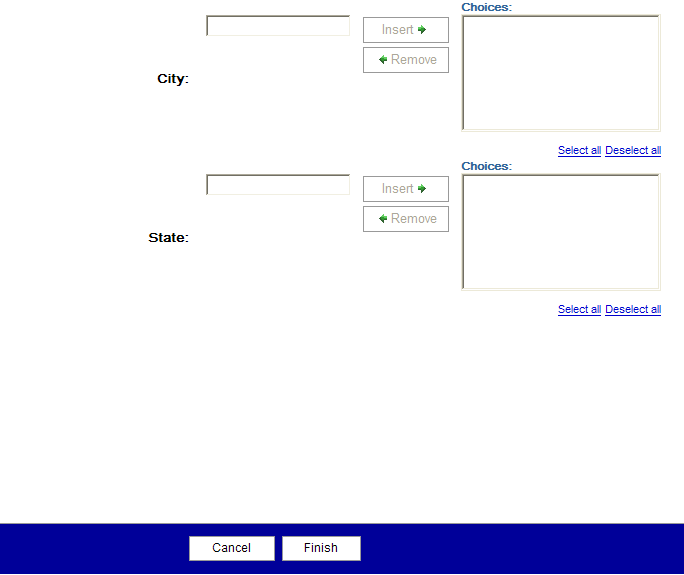 Choices:
Insert
Remove
City:
Select all Deselect all
Choices:
Insert
Remove
State:
Select all Deselect all
Cancel Finish